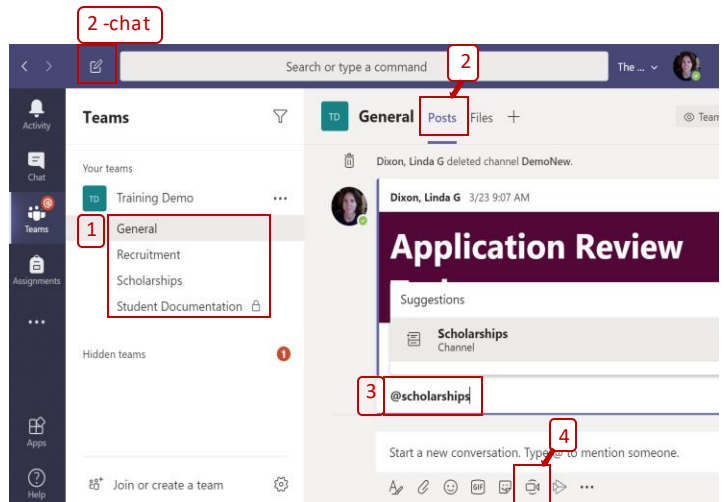 2 -chat
Search or type a command
2
The ...
Activity
Teams
TD
General
Posts
Files
Team
Chat
Your teams
Dixon, Linda G deleted channel DemoNew.
TD
Training Demo
...
Dixon, Linda G 3/23 9:07 AM
Teams
1
General
Application Review
Recruitment
Assignments
Scholarships
Suggestions
Student Documentation
Scholarships
Channel
...
Hidden teams
1
3
@scholarships
4
Apps
Start a new conversation. Type @ to mention someone.
Join or create a team
GIF
...
Help